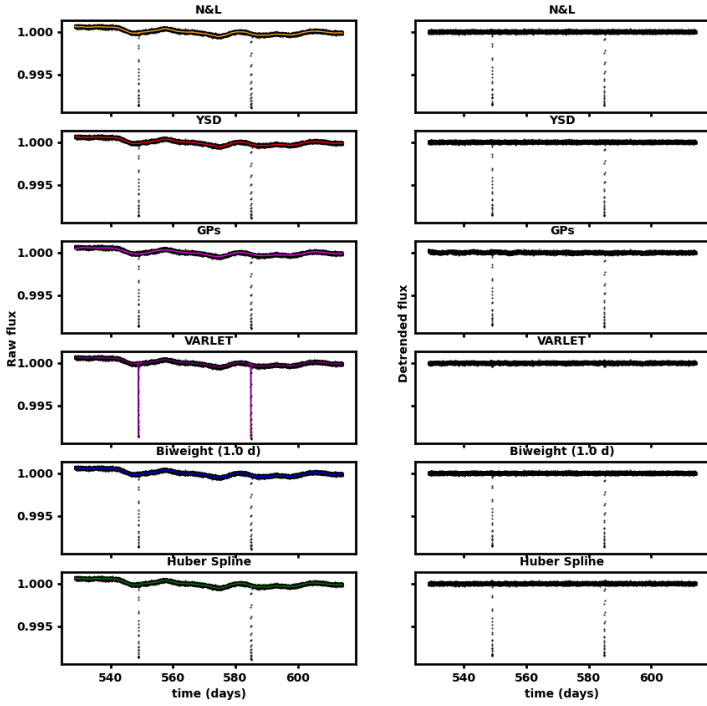 N&L
1.000
0.995
YSD
1.000
0.995
GPs
1.000
0.995
VARLET
1.000
0.995
Biweight (1.0 d)
1.000
0.995
Huber Spline
1.000
0.995
540 560 580 600
time (days)
Raw flux
N&L
YSD
GPs
VARLET
Biweight (1.0 d)
Huber Spline
540 560 580 600
time (days)
Detrended flux